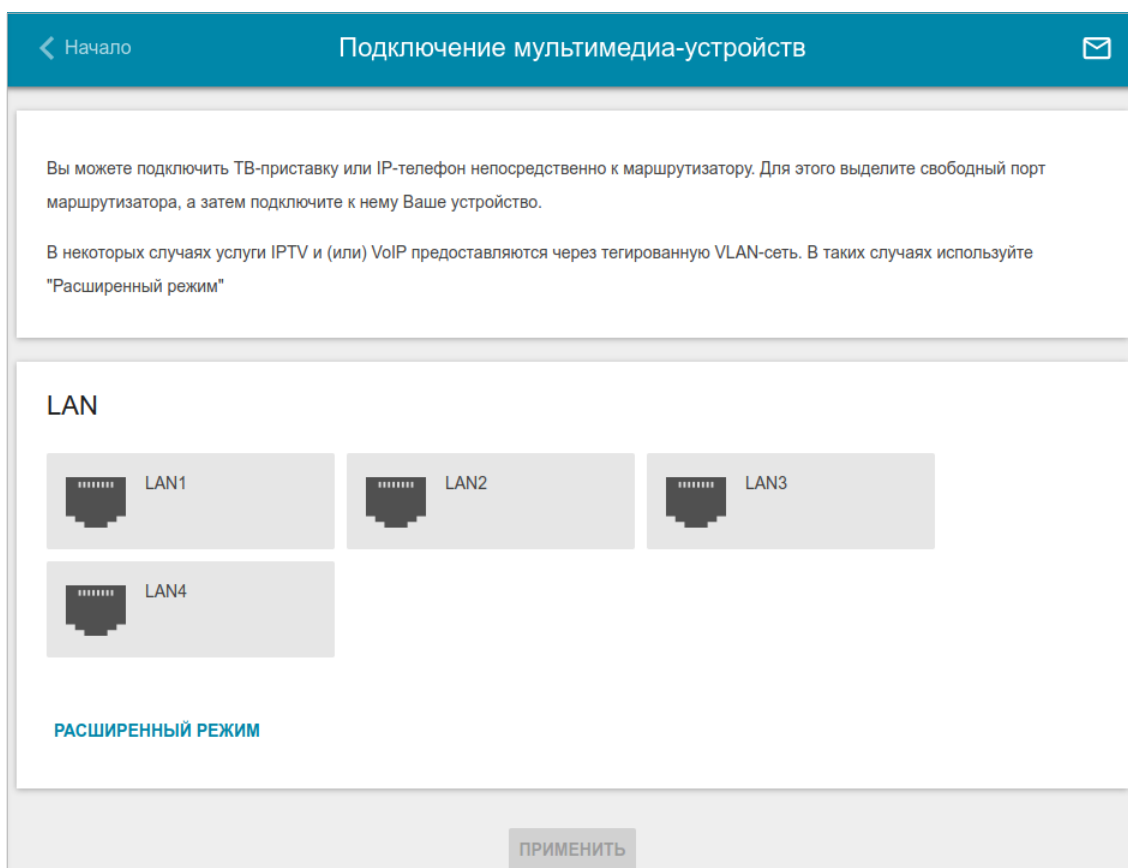 Начало
Подключение мультимедиа-устройств
Вы можете подключить ТВ-приставку или IP-телефон непосредственно к маршрутизатору. Для этого выделите свободный порт
маршрутизатора, а затем подключите к нему Ваше устройство.
В некоторых случаях услуги IPTV и (или) VoIP предоставляются через тегированную VLAN-сеть. В таких случаях используйте
"Расширенный режим"
LAN
LAN1
LAN2
LAN3
LAN4
РАСШИРЕННЫЙ РЕЖИМ
ПРИМЕНИТЬ